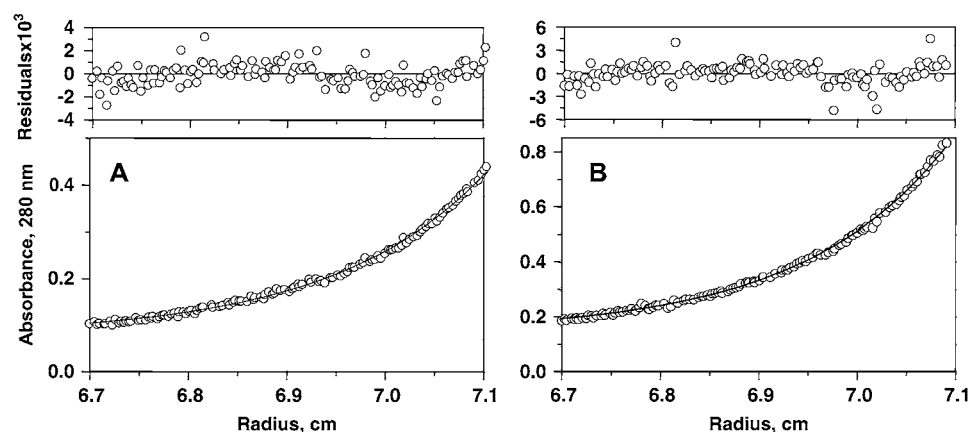 Residualsx10³
4
2
0
-2
-4
6
3
0
-3
-6
Absorbance, 280 nm
A
0.4
0.2
0.0
6.7 6.8 6.9 7.0 7.1
Radius, cm
B
0.8
0.6
0.4
0.2
0.0
6.7 6.8 6.9 7.0 7.1
Radius, cm